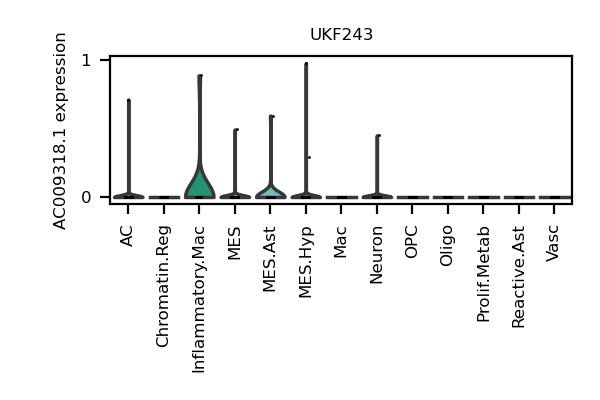 UKF243
AC009318.1 expression
1
0
AC
Chromatin.Reg
Inflammatory.Mac
MES
MES.Ast
MES.Hyp
Mac
Neuron
OPC
Oligo
Prolif.Metab
Reactive.Ast
Vasc